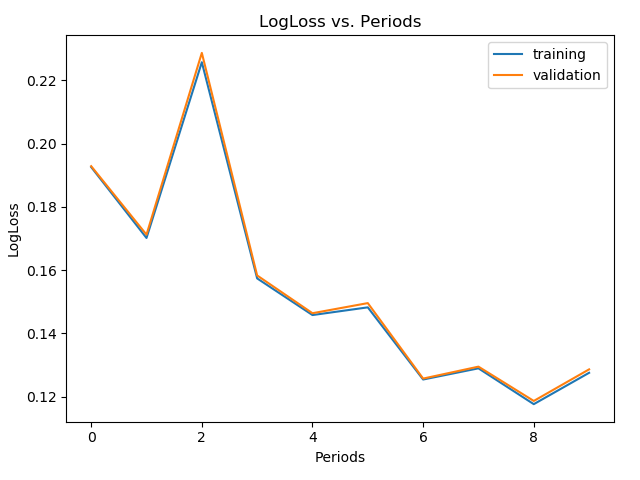 LogLoss vs. Periods
training
validation
0.22
0.20
0.18
0.16
0.14
0.12
LogLoss
0 2 4 6 8
Periods